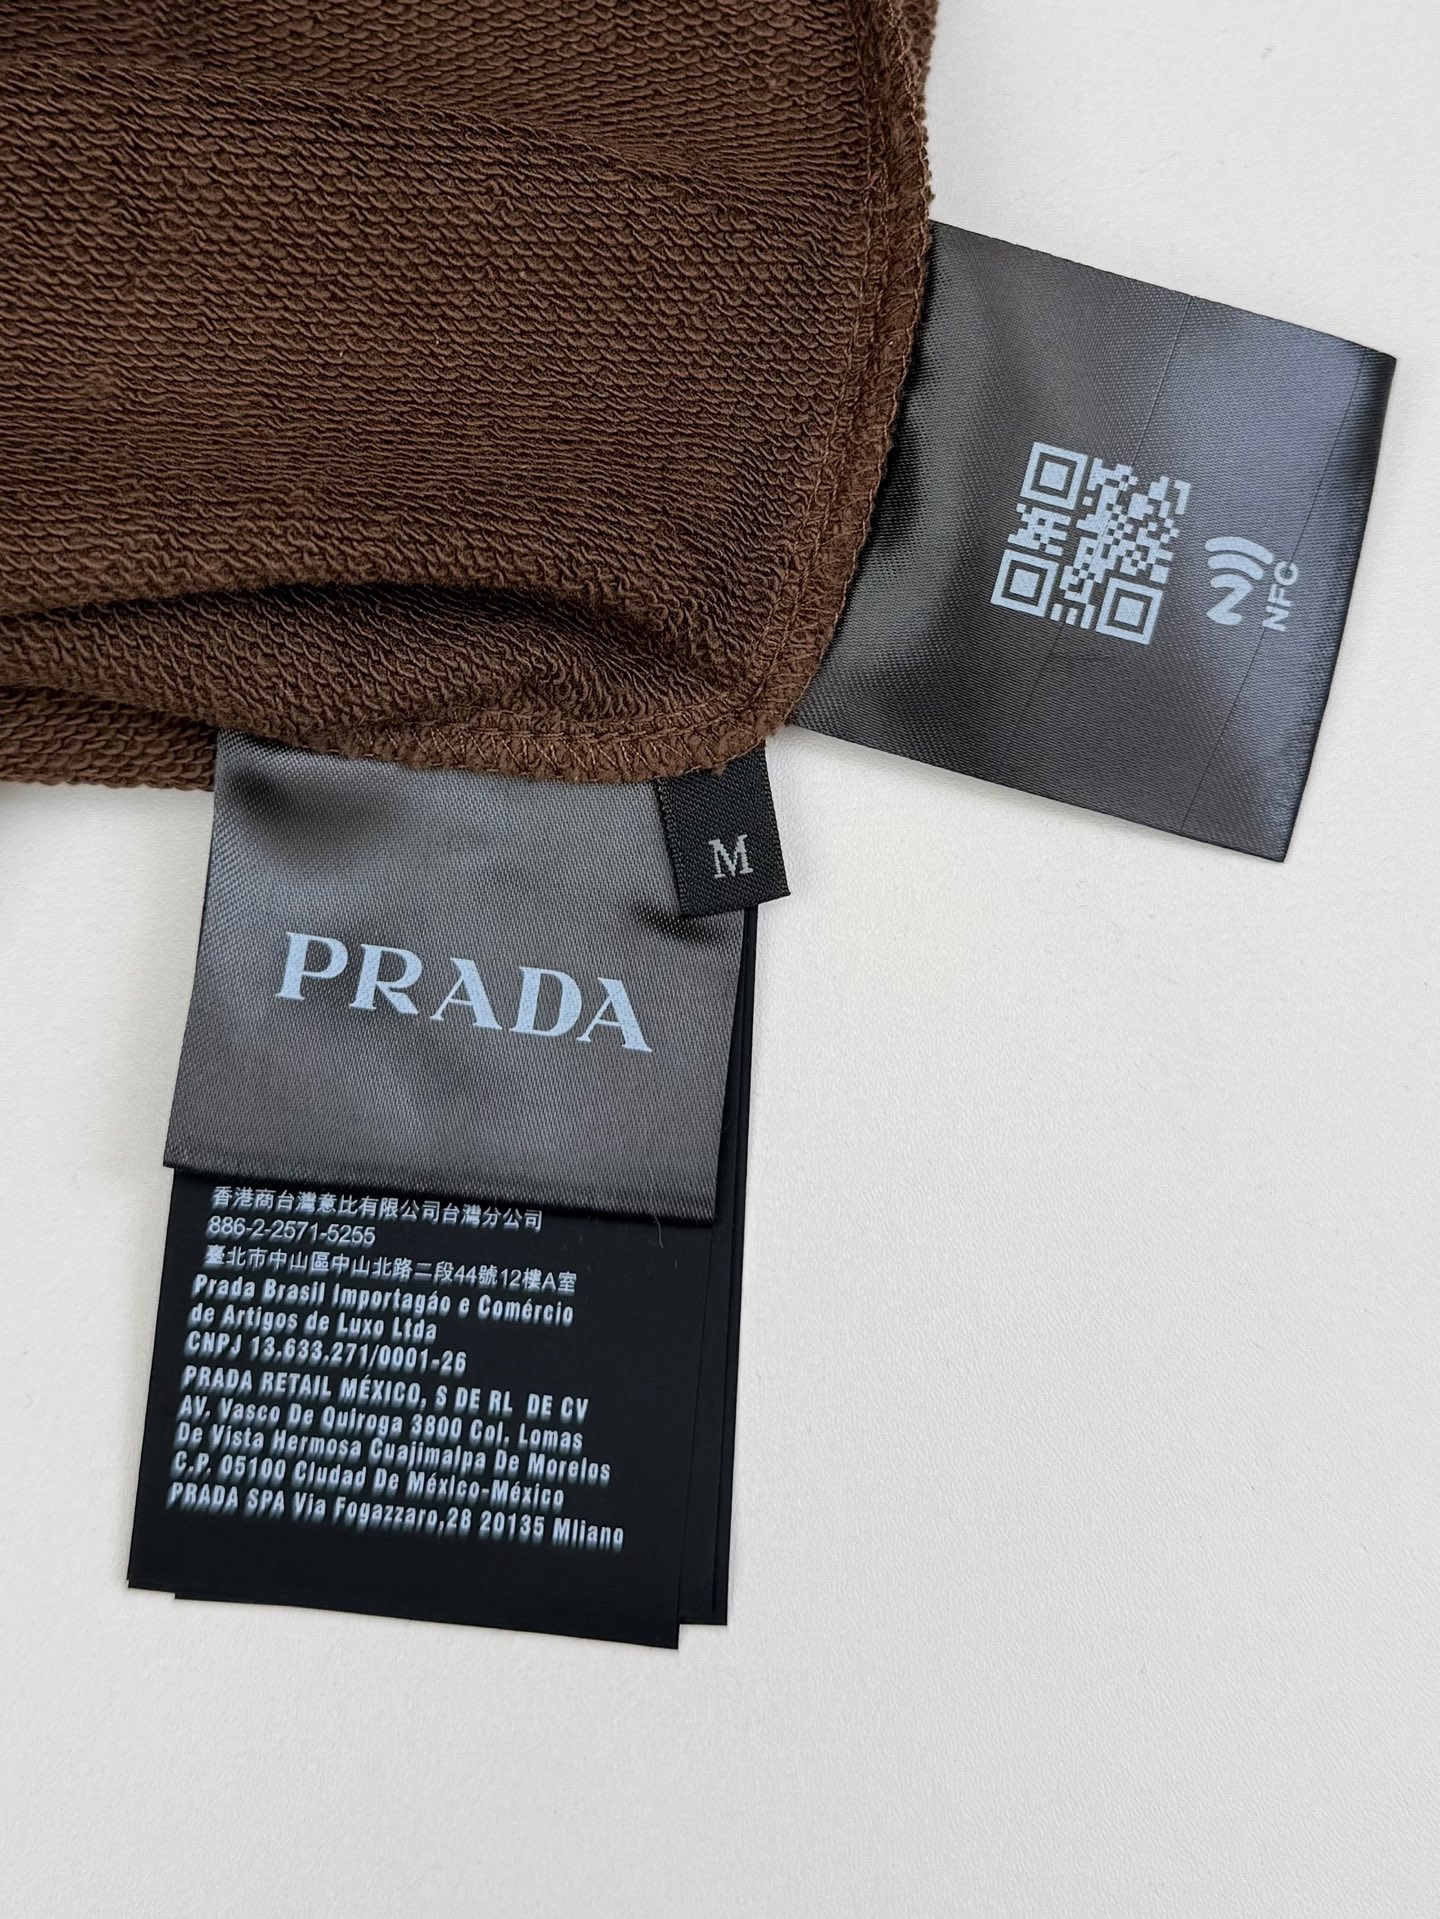 NFC
M
PRADA
香港商台灣意比有限公司台灣分公司
886-2-2571-5255
臺北市中山區中山北路二段44號12樓A室
Prada Brasil Importagáo e Comércio
de Artigos de Luxo Ltda
CNPJ 13.633.271/0001-26
PRADA RETAIL MÉXICO, S DE RL DE CV
AV. Vasco De Quiroga 3800 Col. Lomas
De Vista Hermosa Cuajimalpa De Morelos
C.P. 05100 Cludad De México-México
PRADA SPA Via Fogazzaro,28 20135 Mliano